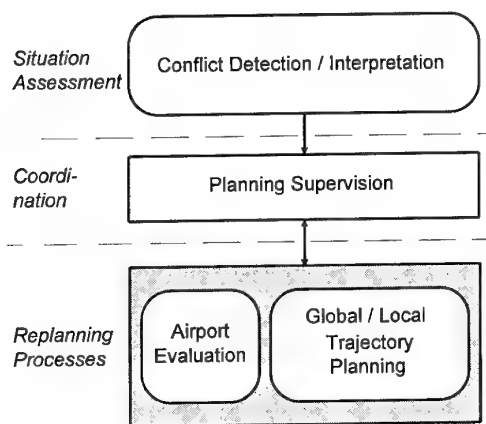 Situation
Assessment
Conflict Detection / Interpretation
Coordi-
nation
Planning Supervision
Replanning
Processes
Airport
Evaluation
Global / Local
Trajectory
Planning